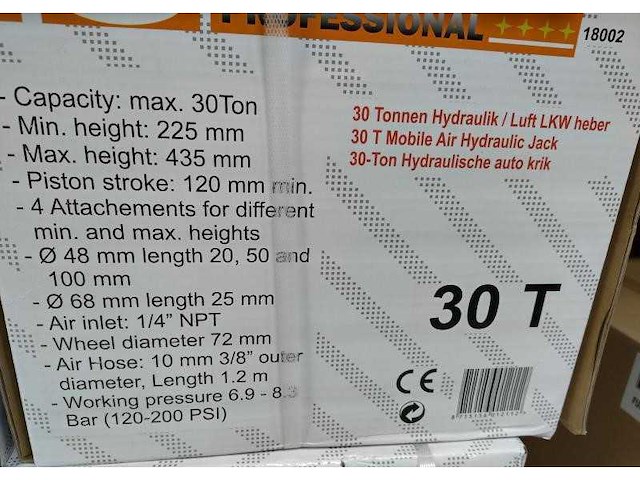 PROFESSIONAL
18002
- Capacity: max. 30Ton
- Min. height: 225 mm
- Max. height: 435 mm
- Piston stroke: 120 mm min.
- 4 Attachements for different
min. and max. heights
- Ø 48 mm length 20, 50 and
100 mm
- Ø 68 mm length 25 mm
- Air inlet: 1/4" NPT
- Wheel diameter 72 mm
- Air Hose: 10 mm 3/8" outer
diameter, Length 1.2 m
- Working pressure 6.9 - 8.3
Bar (120-200 PSI)
30 Tonnen Hydraulik / Luft LKW heber
30 T Mobile Air Hydraulic Jack
30-Ton Hydraulische auto krik
30 T
CE